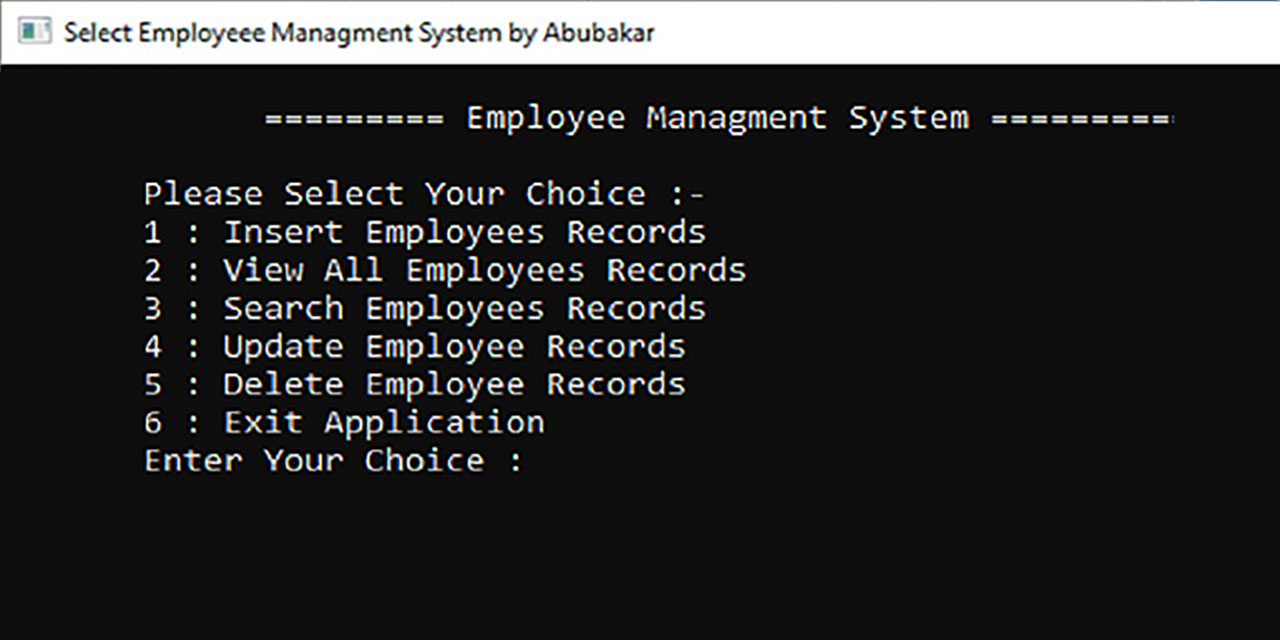 Select Employeee Managment System by Abubakar
========= Employee Managment System =========
Please Select Your Choice :-
1 : Insert Employees Records
2 : View All Employees Records
3 : Search Employees Records
4 : Update Employee Records
5 : Delete Employee Records
6 : Exit Application
Enter Your Choice :